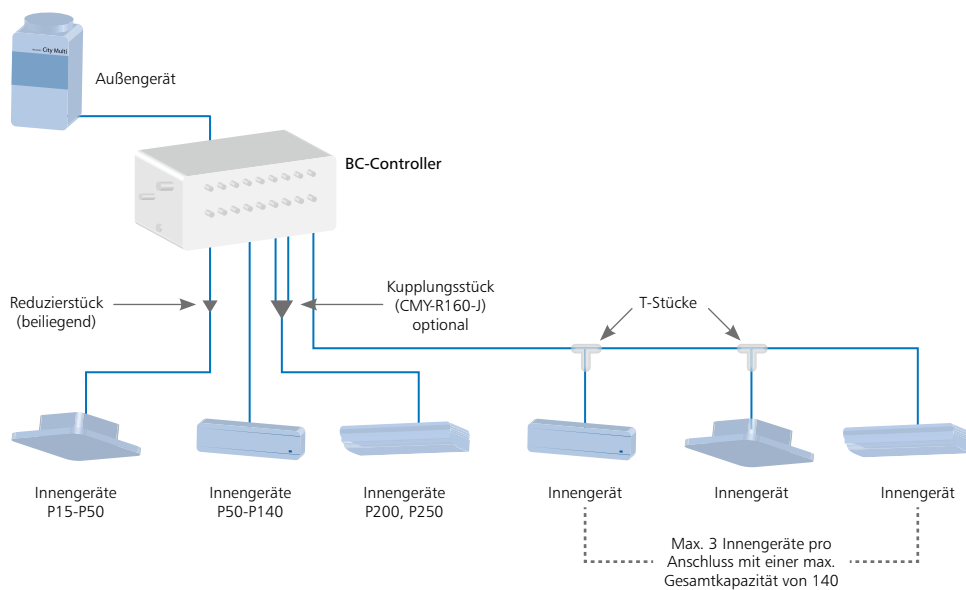 City Multi
Außengerät
BC-Controller
Reduzierstück
(beiliegend)
Kupplungsstück
(CMY-R160-J)
optional
T-Stücke
Innengeräte
P15-P50
Innengeräte
P50-P140
Innengeräte
P200, P250
Innengerät
Innengerät
Innengerät
Max. 3 Innengeräte pro
Anschluss mit einer max.
Gesamtkapazität von 140